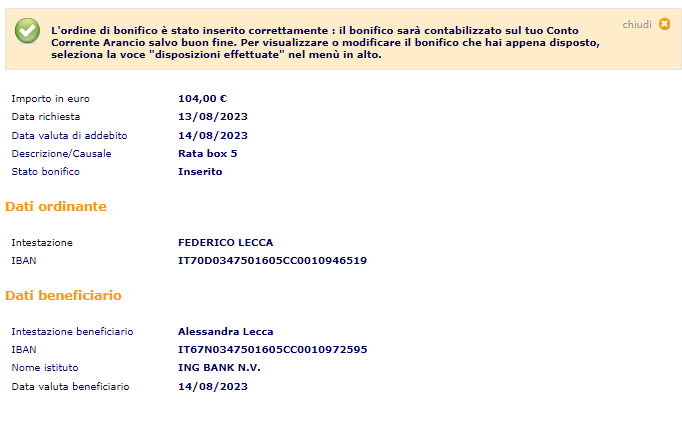 L'ordine di bonifico è stato inserito correttamente : il bonifico sarà contabilizzato sul tuo Conto
Corrente Arancio salvo buon fine. Per visualizzare o modificare il bonifico che hai appena disposto,
seleziona la voce "disposizioni effettuate" nel menù in alto.
chiudi
Importo in euro 104,00 €
Data richiesta 13/08/2023
Data valuta di addebito 14/08/2023
Descrizione/Causale Rata box 5
Stato bonifico Inserito
Dati ordinante
Intestazione FEDERICO LECCA
IBAN IT70D0347501605CC0010946519
Dati beneficiario
Intestazione beneficiario Alessandra Lecca
IBAN IT67N0347501605CC0010972595
Nome istituto ING BANK N.V.
Data valuta beneficiario 14/08/2023